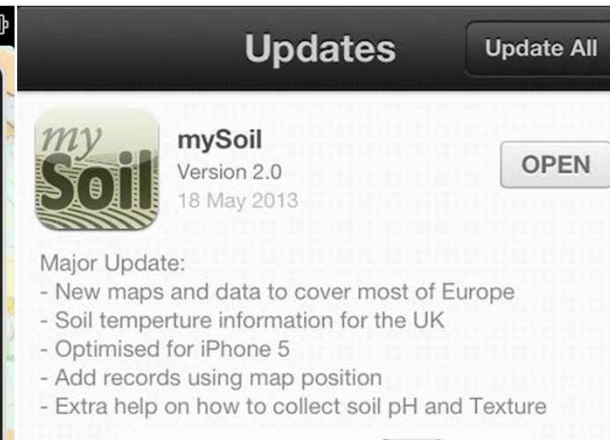 Updates
Update All
my
Soil
mySoil
Version 2.0
18 May 2013
OPEN
Major Update:
- New maps and data to cover most of Europe
- Soil temperture information for the UK
- Optimised for iPhone 5
- Add records using map position
- Extra help on how to collect soil pH and Texture